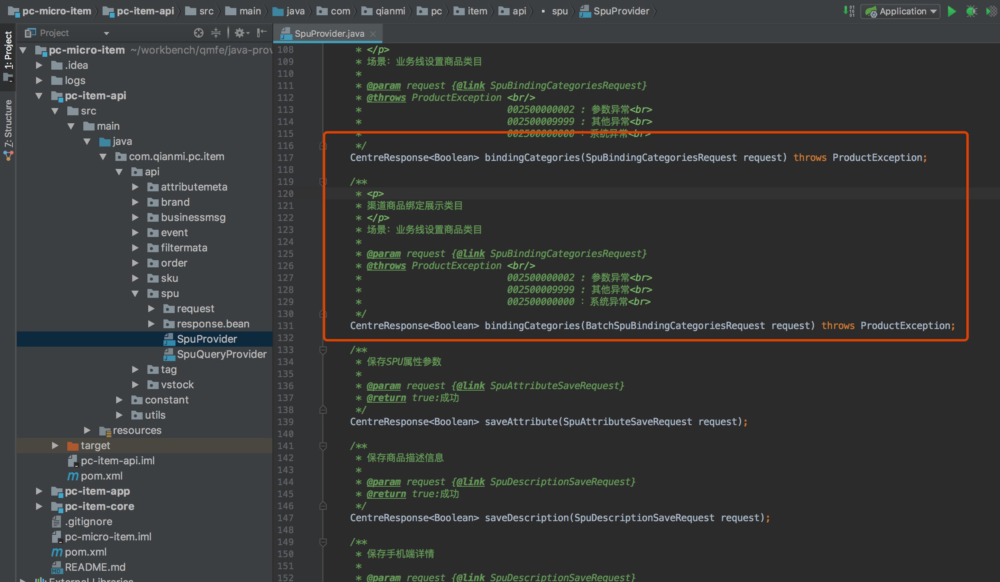 pc-micro-item pc-item-api src main java com qianmi pc item api spu SpuProvider Application
Project SpuProvider.java
1: Project
7: Structure
pc-micro-item ~/workbench/qmfe/java-prov
.idea
logs
pc-item-api
src
main
java
com.qianmi.pc.item
api
attributemeta
brand
businessmsg
event
filtermata
order
sku
spu
request
response.bean
SpuProvider
SpuQueryProvider
tag
vstock
constant
utils
resources
target
pc-item-api.iml
pom.xml
pc-item-app
pc-item-core
.gitignore
pc-micro-item.iml
pom.xml
README.md
External Libraries
108 * </p>
109 * 场景：业务线设置商品类目
110 *
111 * @param request {@link SpuBindingCategoriesRequest}
112 * @throws ProductException <br/>
113 * 002500000002 : 参数异常<br>
114 * 002500009999 : 其他异常<br>
115 * 002500000000 ：系统异常<br>
116 */
117 CentreResponse<Boolean> bindingCategories(SpuBindingCategoriesRequest request) throws ProductException;
118
119 /**
120 * <p>
121 * 渠道商品绑定展示类目
122 * </p>
123 * 场景：业务线设置商品类目
124 *
125 * @param request {@link SpuBindingCategoriesRequest}
126 * @throws ProductException <br/>
127 * 002500000002 : 参数异常<br>
128 * 002500009999 : 其他异常<br>
129 * 002500000000 ：系统异常<br>
130 */
131 CentreResponse<Boolean> bindingCategories(BatchSpuBindingCategoriesRequest request) throws ProductException;
132
133 /**
134 * 保存SPU属性参数
135 *
136 * @param request {@link SpuAttributeSaveRequest}
137 * @return true:成功
138 */
139 CentreResponse<Boolean> saveAttribute(SpuAttributeSaveRequest request);
140
141 /**
142 * 保存商品描述信息
143 *
144 * @param request {@link SpuDescriptionSaveRequest}
145 * @return true:成功
146 */
147 CentreResponse<Boolean> saveDescription(SpuDescriptionSaveRequest request);
148
149 /**
150 * 保存手机端详情
151 *
152 * @param request {@link SpuDescriptionSaveRequest}